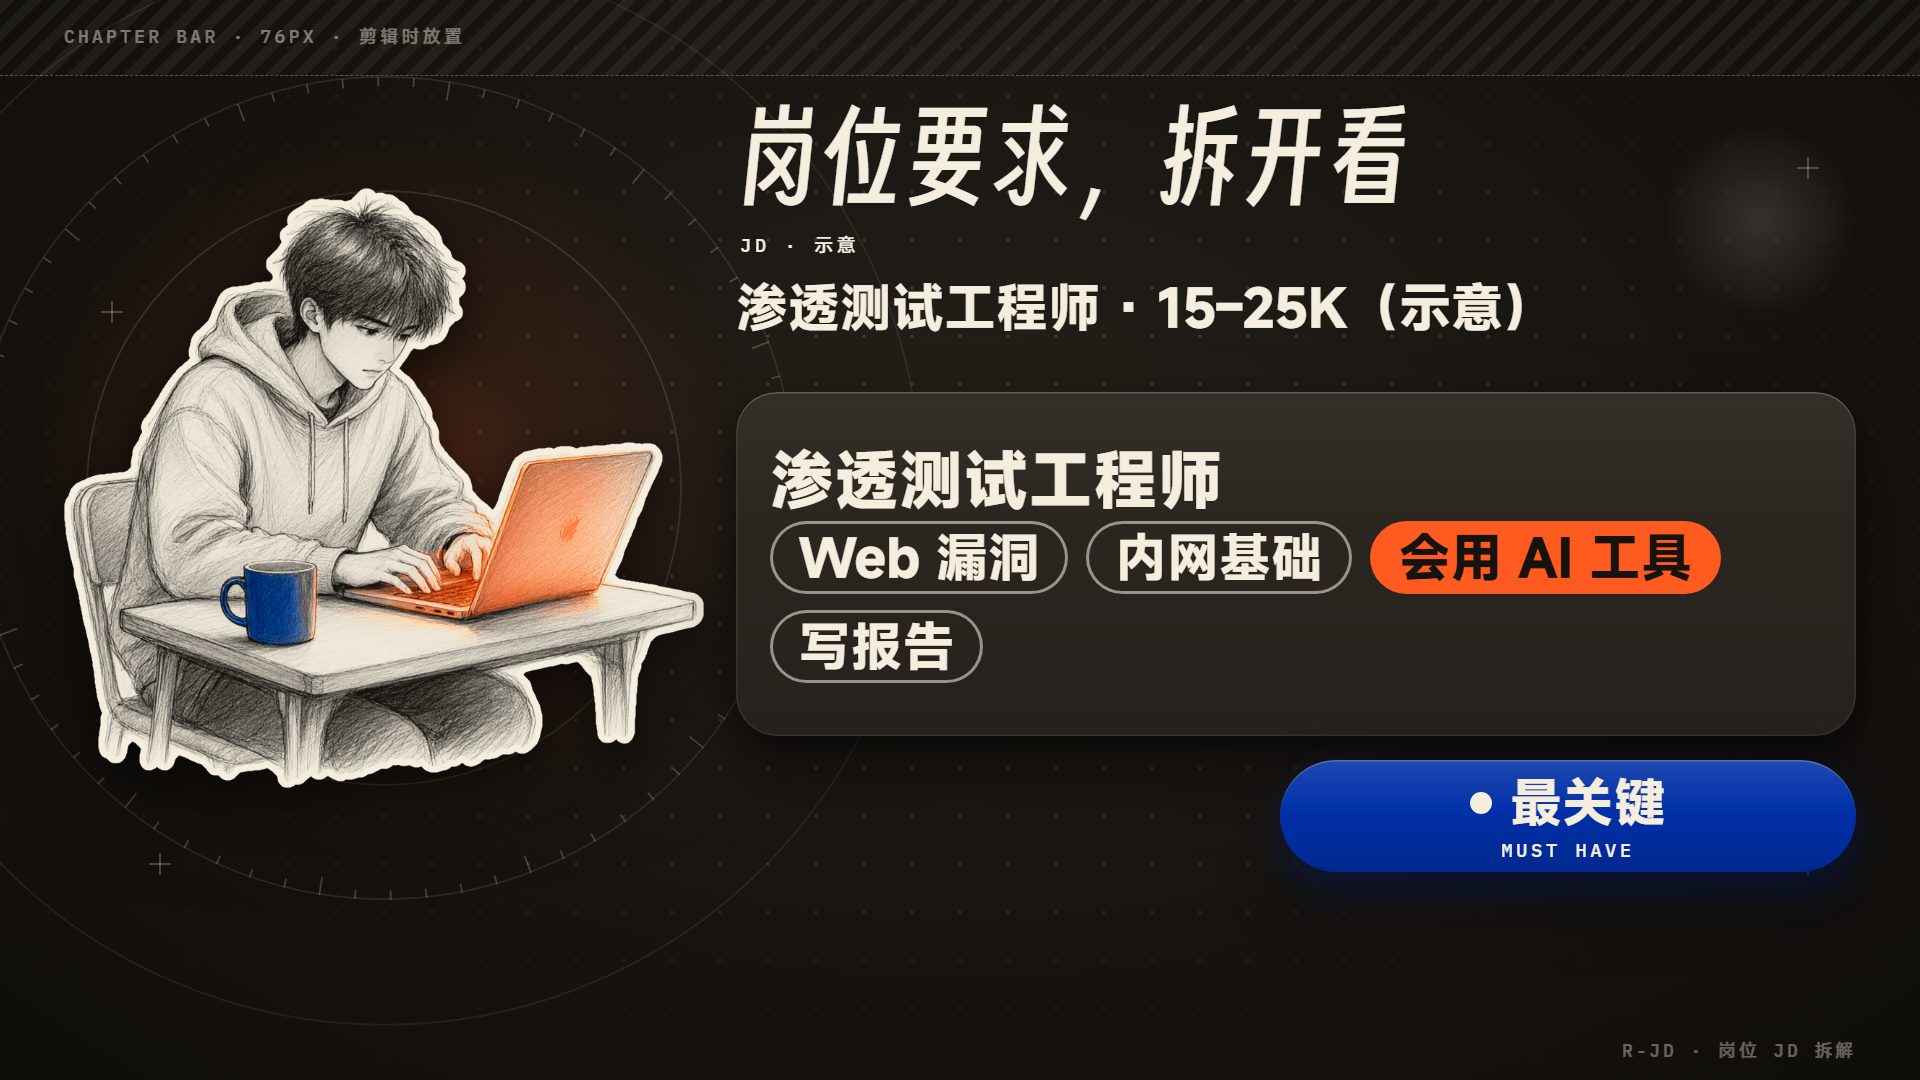 CHAPTER BAR · 76PX · 剪辑时放置
岗位要求，拆开看
JD · 示意
渗透测试工程师 · 15–25K（示意）
渗透测试工程师
Web 漏洞 内网基础 会用 AI 工具
写报告
最关键
MUST HAVE
R-JD · 岗位 JD 拆解